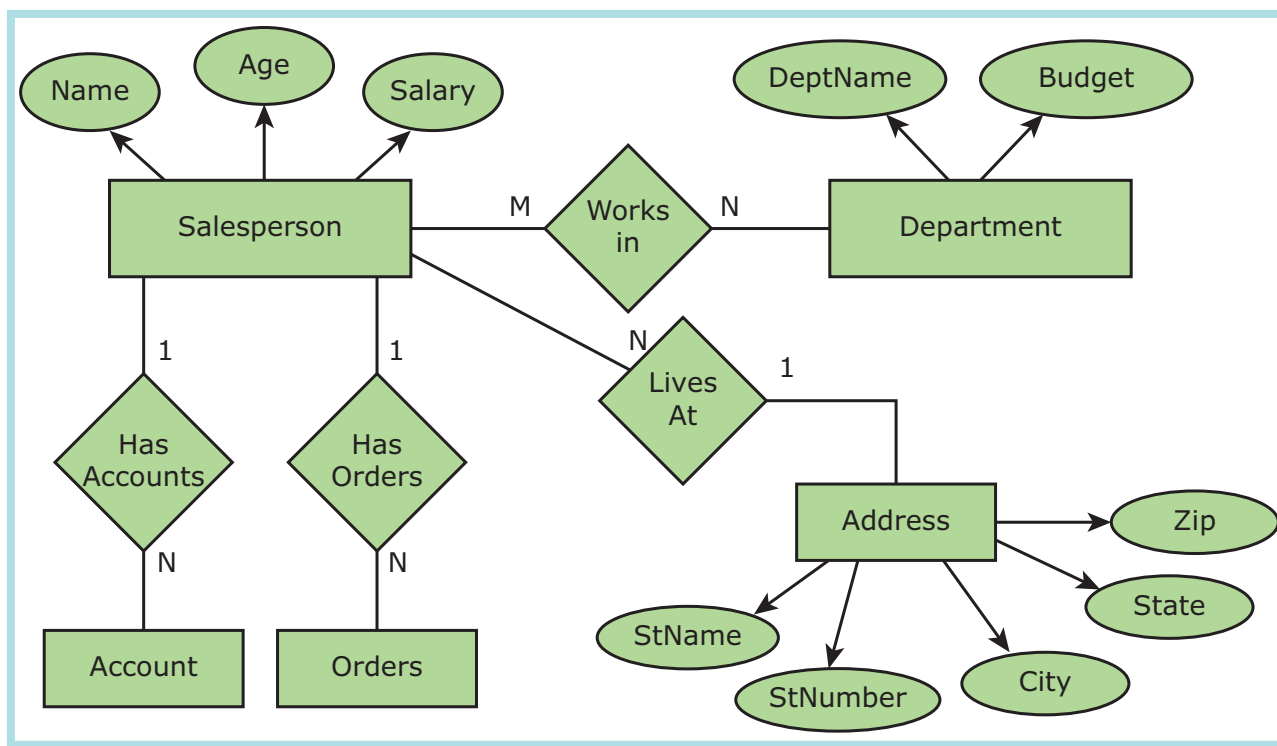 Name
Age
Salary
DeptName
Budget
Salesperson
M
Works
in
N
Department
1
1
N
Lives
At
1
Has
Accounts
Has
Orders
N
N
Address
Zip
State
City
StNumber
StName
Account
Orders